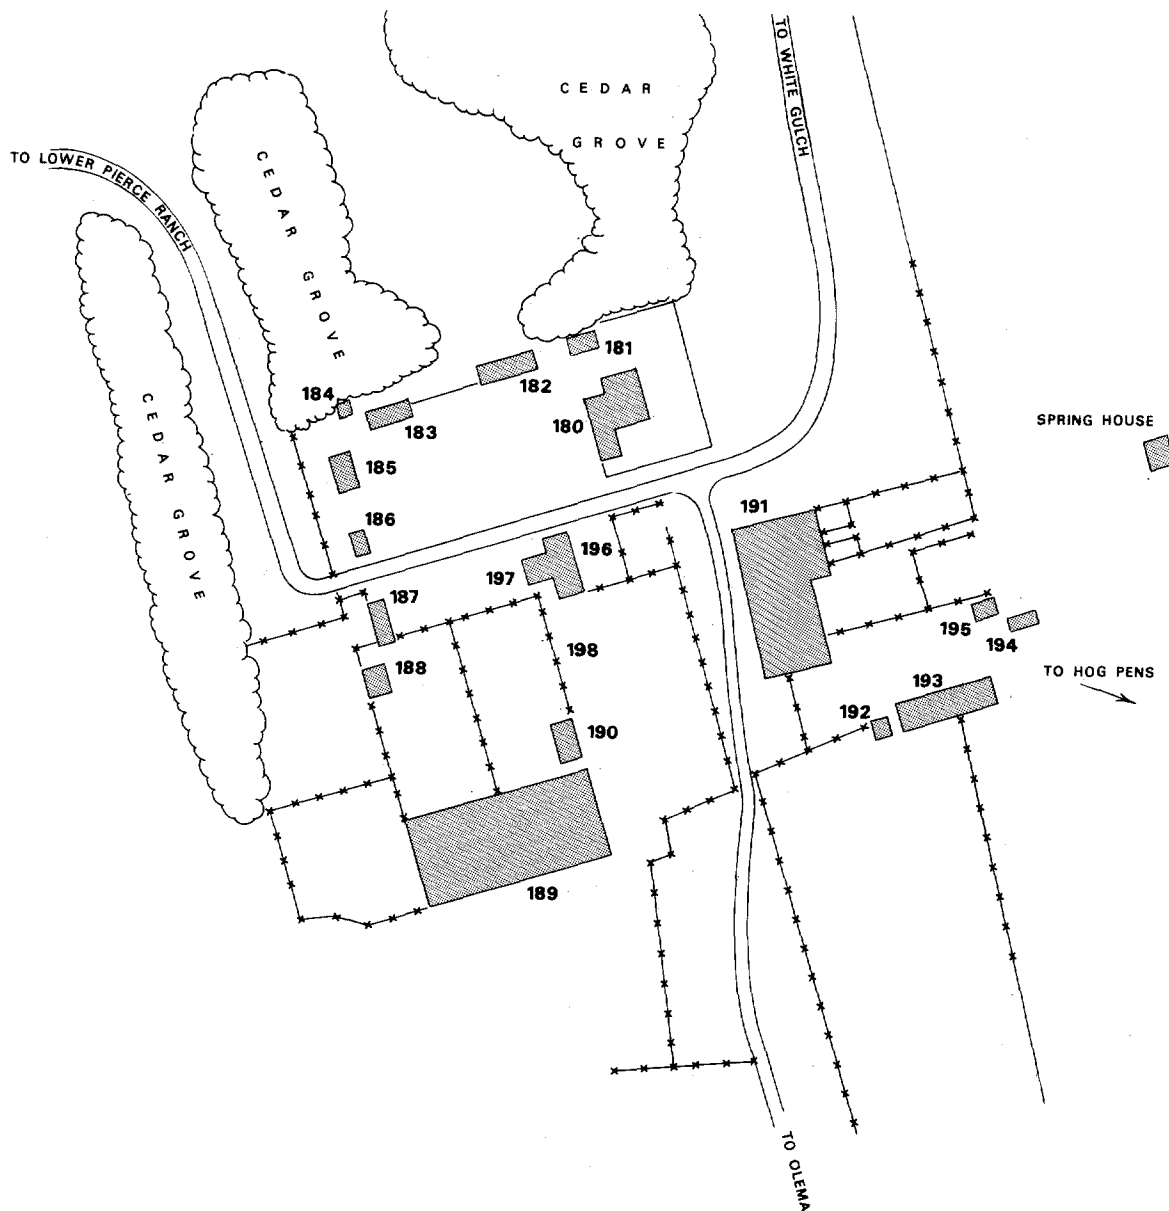 TO WHITE GULCH
CEDAR
GROVE
TO LOWER PIERCE RANCH
CEDAR GROVE
CEDAR GROVE
181
182
184
183
180
185
SPRING HOUSE
191
186
196
197
187
198
195
194
188
TO HOG PENS
193
192
190
189
TO OLEMA